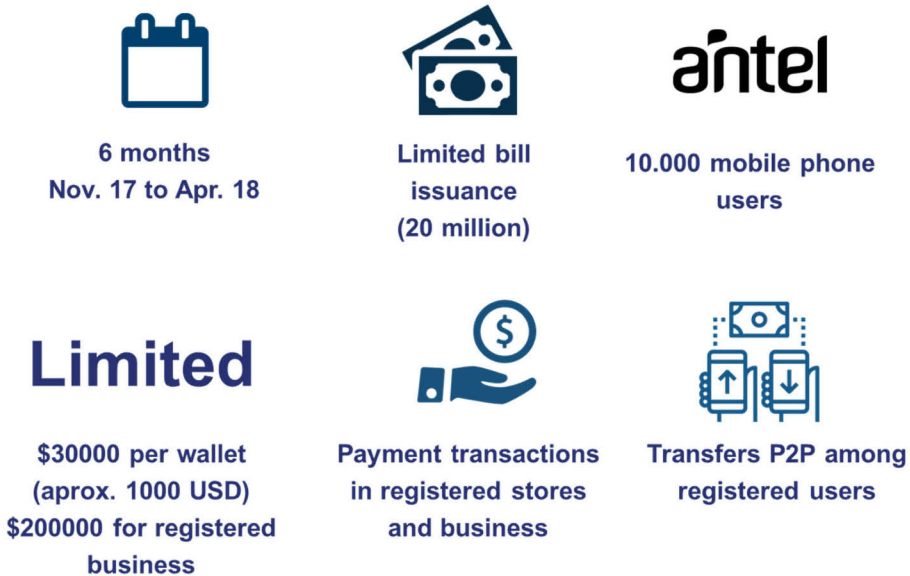 6 months
Nov. 17 to Apr. 18
Limited bill
issuance
(20 million)
antel
10.000 mobile phone
users
Limited
$30000 per wallet
(aprox. 1000 USD)
$200000 for registered
business
$
Payment transactions
in registered stores
and business
Transfers P2P among
registered users